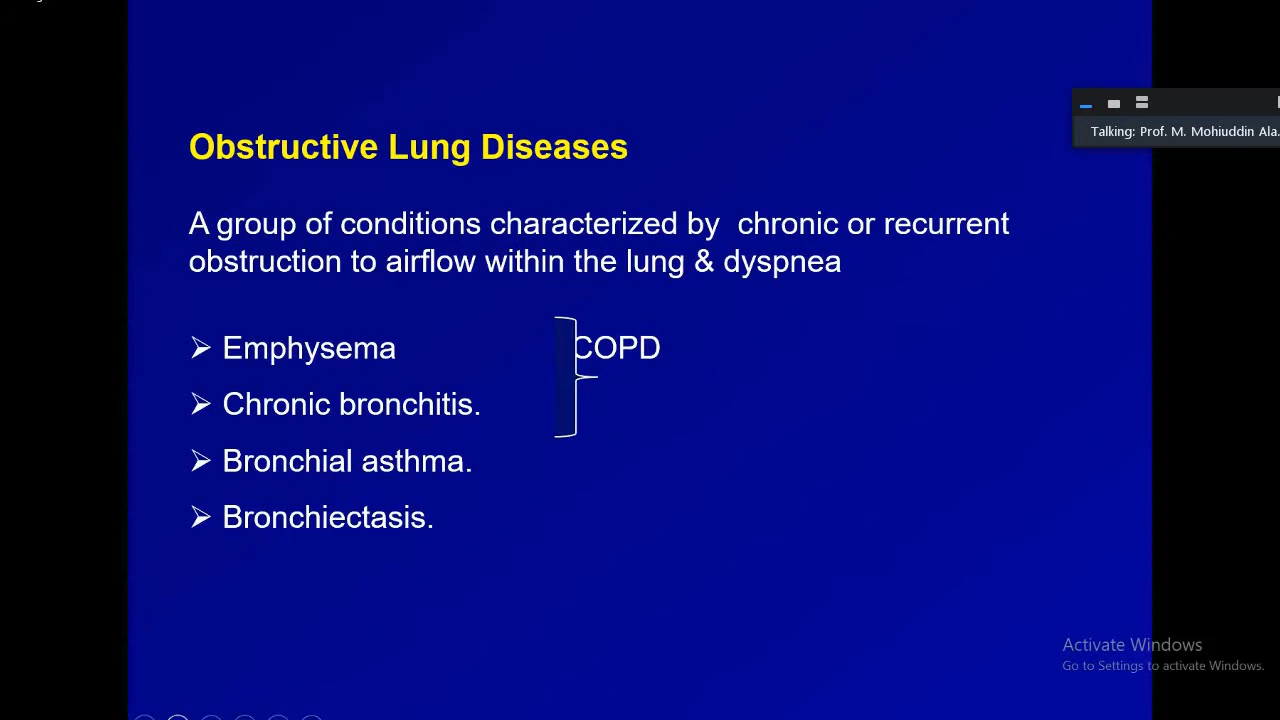 Obstructive Lung Diseases
Talking: Prof. M. Mohiuddin Ala.
A group of conditions characterized by chronic or recurrent
obstruction to airflow within the lung & dyspnea
➢ Emphysema COPD
➢ Chronic bronchitis.
➢ Bronchial asthma.
➢ Bronchiectasis.
Activate Windows
Go to Settings to activate Windows.